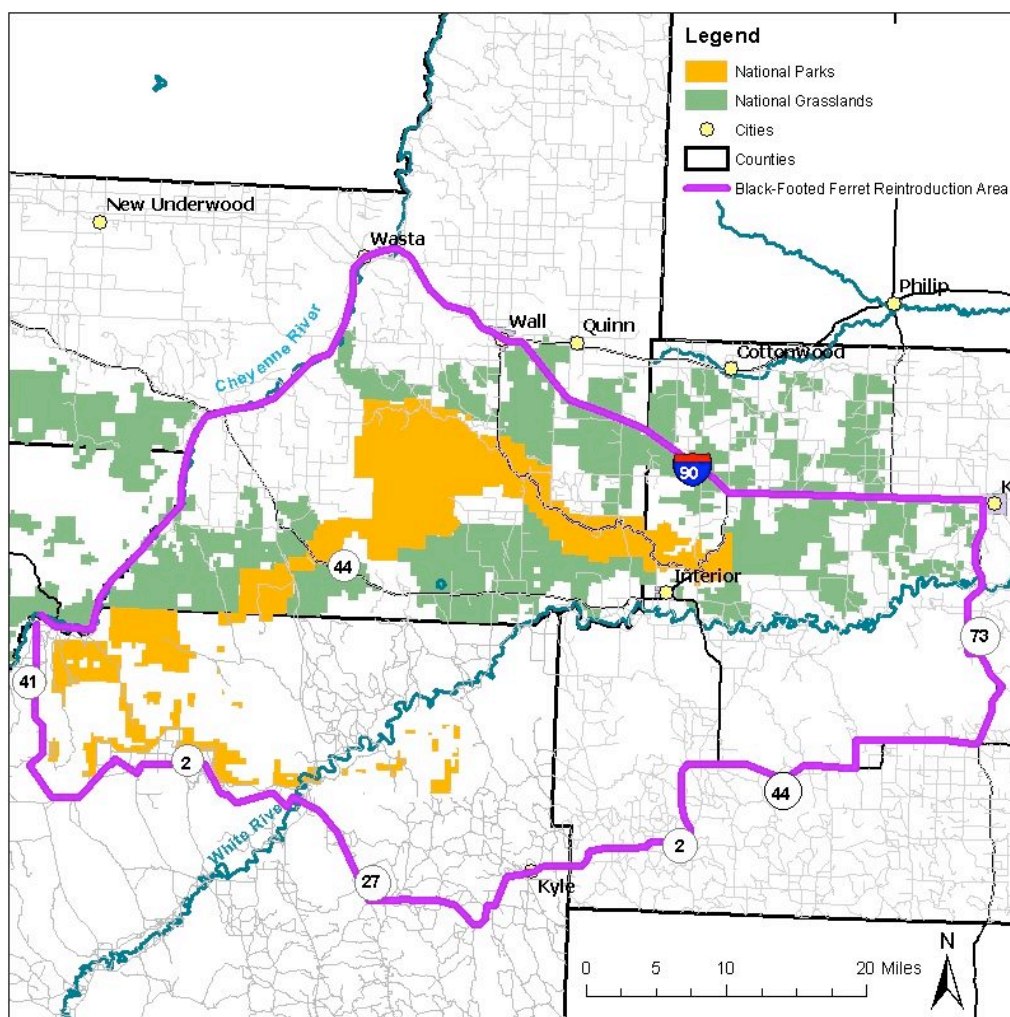 Legend
National Parks
National Grasslands
Cities
Counties
Black-Footed Ferret Reintroduction Area
New Underwood
Wasta
Philip
Wall
Quinn
Cheyenne River
Cottonwood
90
K
44
Interior
73
41
2
44
White River
2
27
Kyle
N
0 5 10 20 Miles